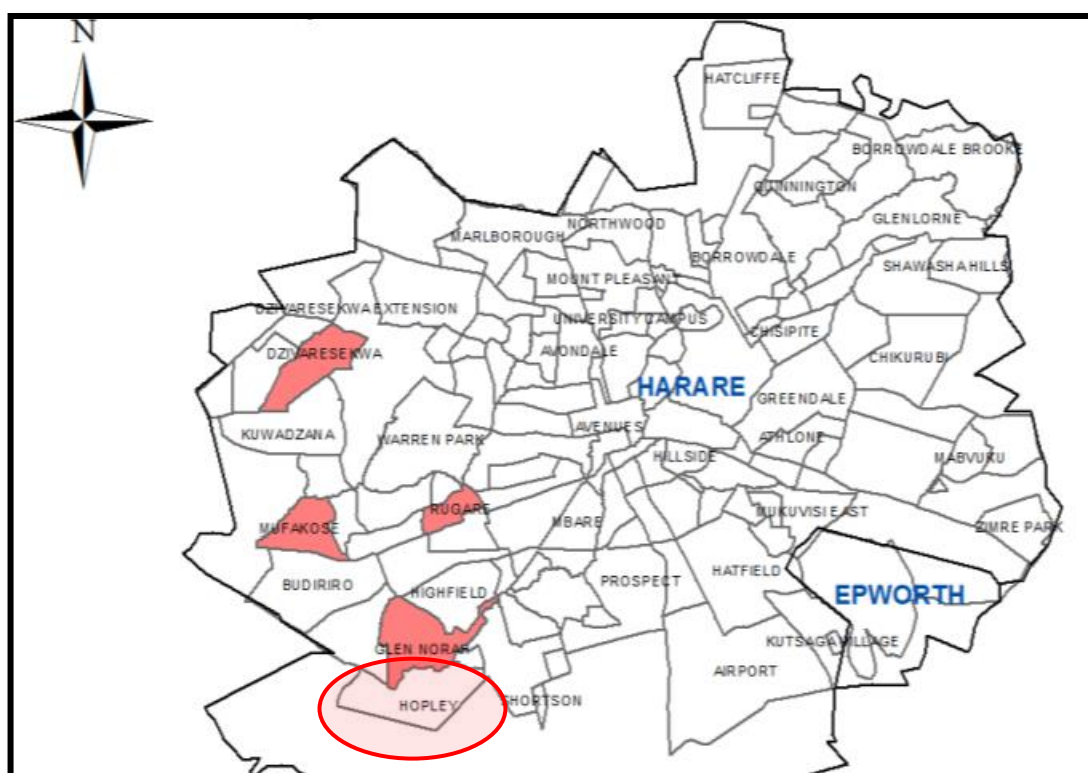 N
HATCLIFFE
BORROWDALE BROOKE
QUINNINGTON
GLENLORNE
NORTHWOOD
MARLBOROUGH
BORROWDALE
SHAWASHA HILLS
MOUNT PLEASANT
DZIVARESEKWA EXTENSION
UNIVERSITY CAMPUS
CHISIPITE
DZIVARESEKWA
AVONDALE
CHIKURUBI
HARARE
GREENDALE
AVENUES
KUWADZANA
WARREN PARK
ATHLONE
HILLSIDE
MABVUKU
RUGARE
MUKUVISI EAST
MUFAKOSE
MBARE
ZIMRE PARK
HATFIELD
BUDIRIRO
PROSPECT
HIGHFIELD
EPWORTH
KUTSAGA VILLAGE
GLEN NORAH
AIRPORT
SHORTSON
HOPLEY